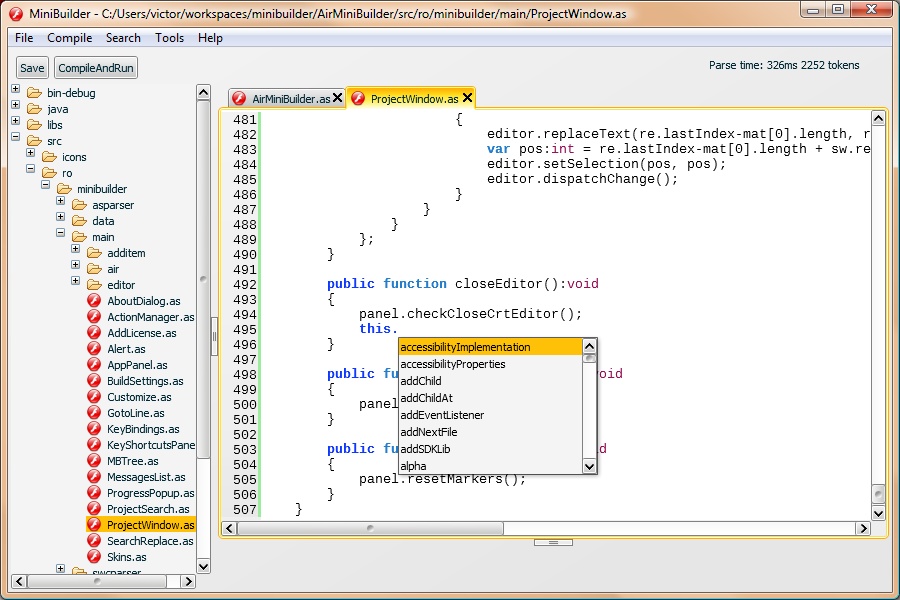 MiniBuilder - C:/Users/victor/workspaces/minibuilder/AirMiniBuilder/src/ro/minibuilder/main/ProjectWindow.as
File Compile Search Tools Help
Save CompileAndRun
Parse time: 326ms 2252 tokens
bin-debug
java
libs
src
icons
ro
minibuilder
asparser
data
main
additem
air
editor
AboutDialog.as
ActionManager.as
AddLicense.as
Alert.as
AppPanel.as
BuildSettings.as
Customize.as
GotoLine.as
KeyBindings.as
KeyShortcutsPane
MBTree.as
MessagesList.as
ProgressPopup.as
ProjectSearch.as
ProjectWindow.as
SearchReplace.as
Skins.as
swcparser
AirMiniBuilder.as ProjectWindow.as
481 {
482 editor.replaceText(re.lastIndex-mat[0].length, r
483 var pos:int = re.lastIndex-mat[0].length + sw.re
484 editor.setSelection(pos, pos);
485 editor.dispatchChange();
486 }
487 }
488 }
489 };
490 }
491
492 public function closeEditor():void
493 {
494 panel.checkCloseCrtEditor();
495 this.
496 }
497
498 public fu void
499 {
500 panel
501 }
502
503 public fu d
504 {
505 panel.resetMarkers();
506 }
507 }
accessibilityImplementation
accessibilityProperties
addChild
addChildAt
addEventListener
addNextFile
addSDKLib
alpha